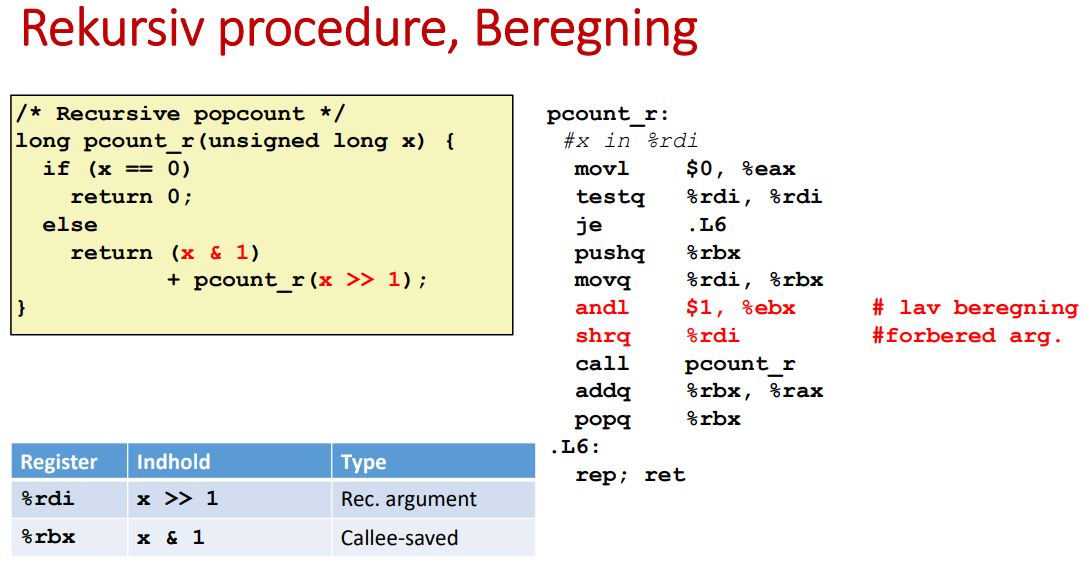 Rekursiv procedure, Beregning
/* Recursive popcount */
long pcount_r(unsigned long x) {
  if (x == 0)
    return 0;
  else
    return (x & 1)
           + pcount_r(x >> 1);
}
pcount_r:
 #x in %rdi
  movl    $0, %eax
  testq   %rdi, %rdi
  je      .L6
  pushq   %rbx
  movq    %rdi, %rbx
  andl    $1, %ebx      # lav beregning
  shrq    %rdi          #forbered arg.
  call    pcount_r
  addq    %rbx, %rax
  popq    %rbx
.L6:
  rep; ret
Register Indhold Type
%rdi x >> 1 Rec. argument
%rbx x & 1 Callee-saved